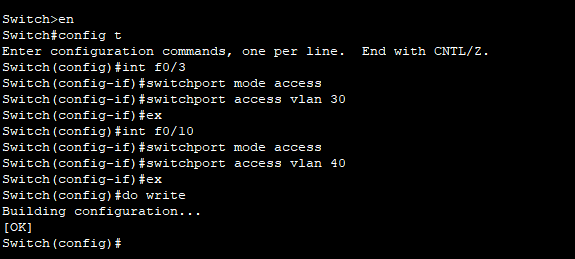 Switch>en
Switch#config t
Enter configuration commands, one per line.  End with CNTL/Z.
Switch(config)#int f0/3
Switch(config-if)#switchport mode access
Switch(config-if)#switchport access vlan 30
Switch(config-if)#ex
Switch(config)#int f0/10
Switch(config-if)#switchport mode access
Switch(config-if)#switchport access vlan 40
Switch(config-if)#ex
Switch(config)#do write
Building configuration...
[OK]
Switch(config)#